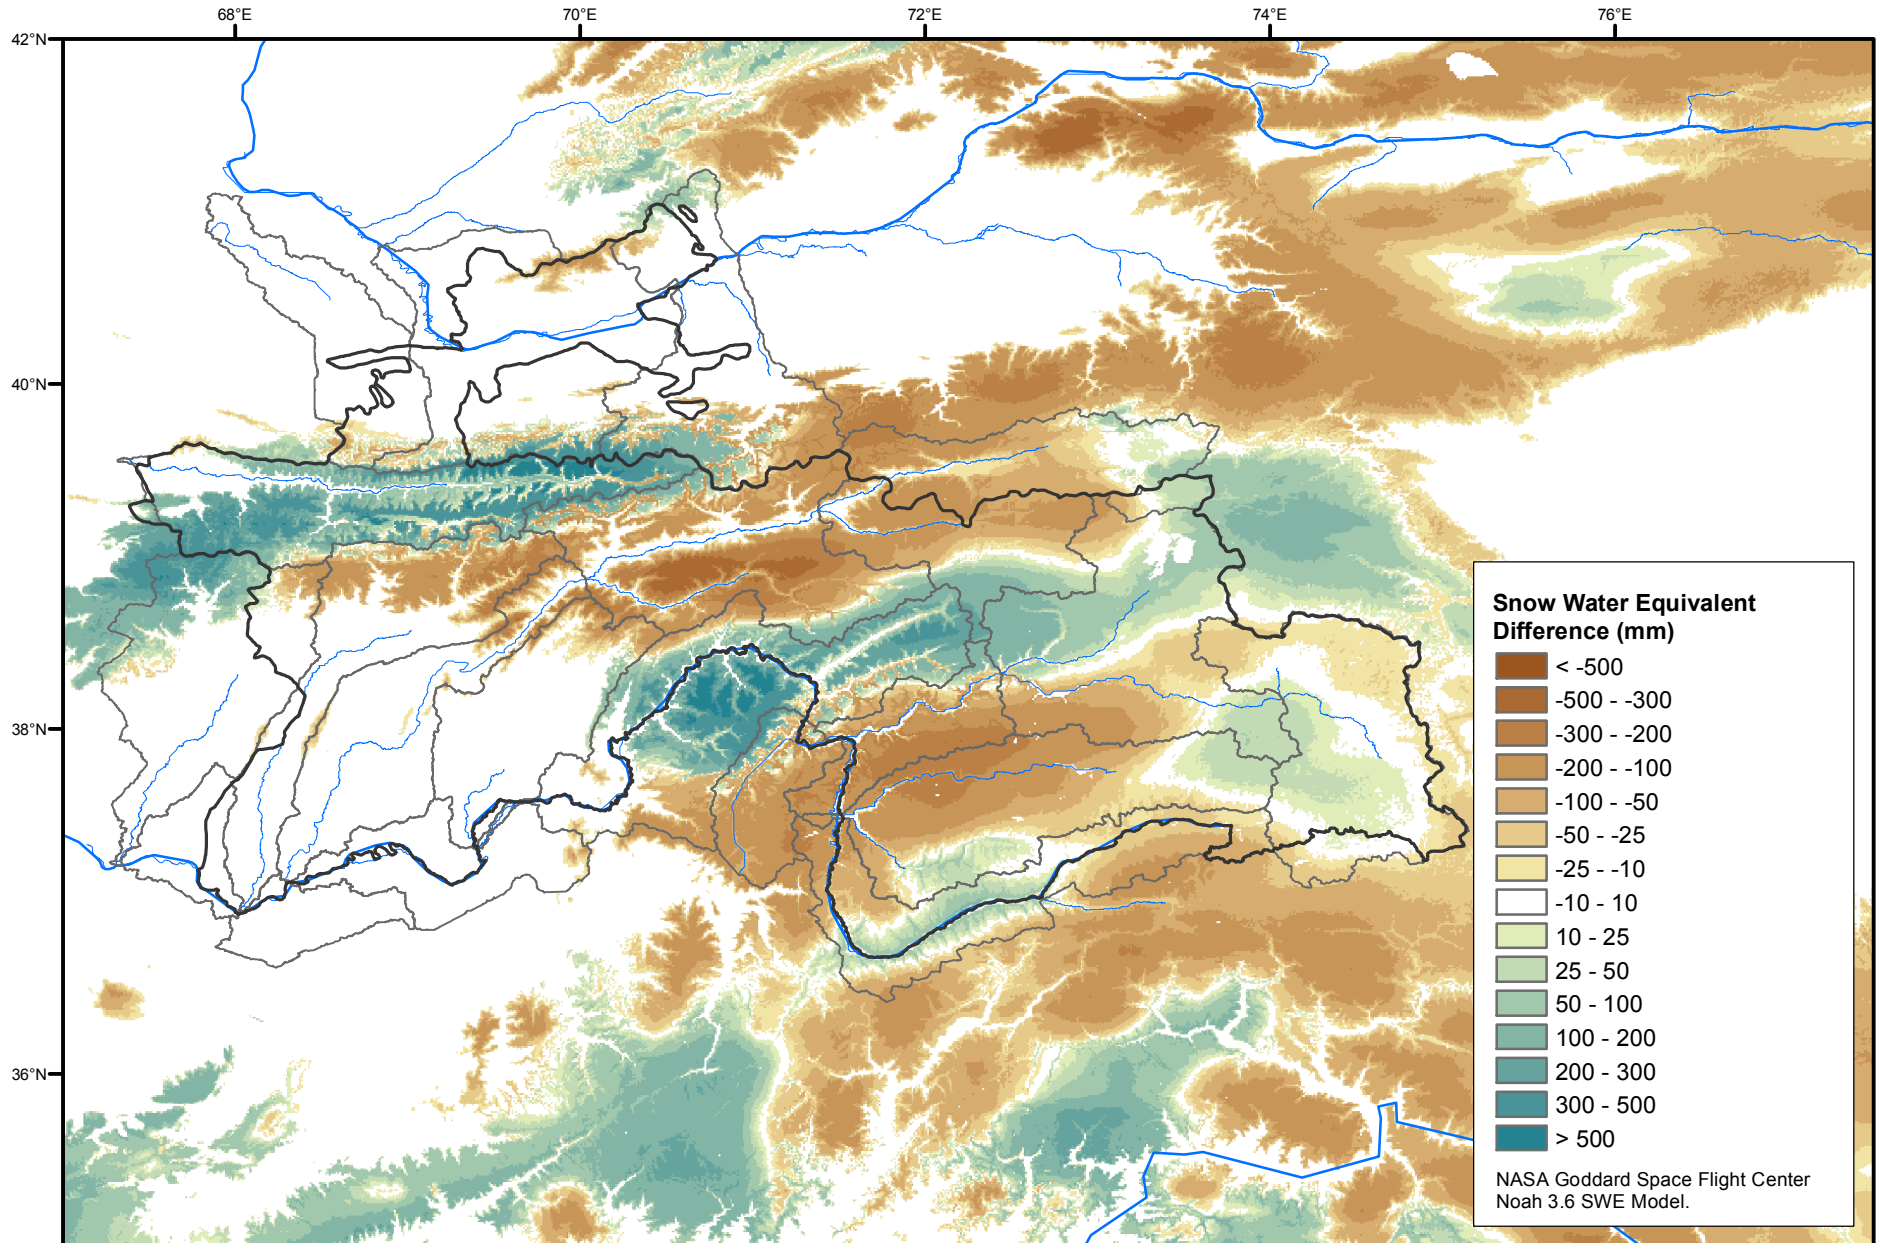 68°E
70°E
72°E
74°E
76°E
42°N
40°N
38°N
36°N
Snow Water Equivalent
Difference (mm)
< -500
-500 - -300
-300 - -200
-200 - -100
-100 - -50
-50 - -25
-25 - -10
-10 - 10
10 - 25
25 - 50
50 - 100
100 - 200
200 - 300
300 - 500
> 500
NASA Goddard Space Flight Center
Noah 3.6 SWE Model.